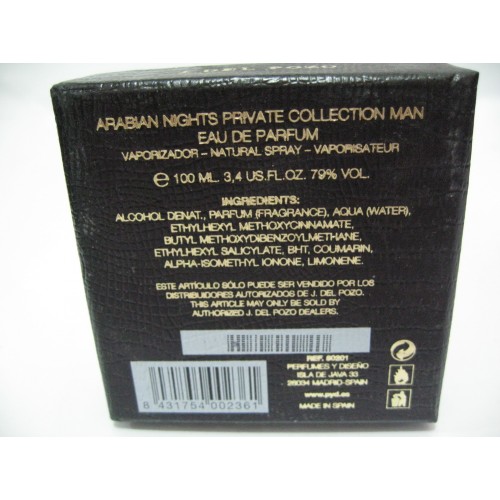 J. DEL POZO
ARABIAN NIGHTS PRIVATE COLLECTION MAN
EAU DE PARFUM
VAPORIZADOR – NATURAL SPRAY – VAPORISATEUR
℮ 100 ML. 3,4 US.FL.OZ. 79% VOL.
INGREDIENTS:
ALCOHOL DENAT., PARFUM (FRAGRANCE), AQUA (WATER),
ETHYLHEXYL METHOXYCINNAMATE,
BUTYL METHOXYDIBENZOYLMETHANE,
ETHYLHEXYL SALICYLATE, BHT, COUMARIN,
ALPHA-ISOMETHYL IONONE, LIMONENE.
ESTE ARTÍCULO SÓLO PUEDE SER VENDIDO POR LOS
DISTRIBUIDORES AUTORIZADOS DE J. DEL POZO.
THIS ARTICLE MAY ONLY BE SOLD BY
AUTHORIZED J. DEL POZO DEALERS.
REF. 80201
PERFUMES Y DISEÑO
ISLA DE JAVA 33
28034 MADRID-SPAIN
www.pyd.es
MADE IN SPAIN
8 431754 002361